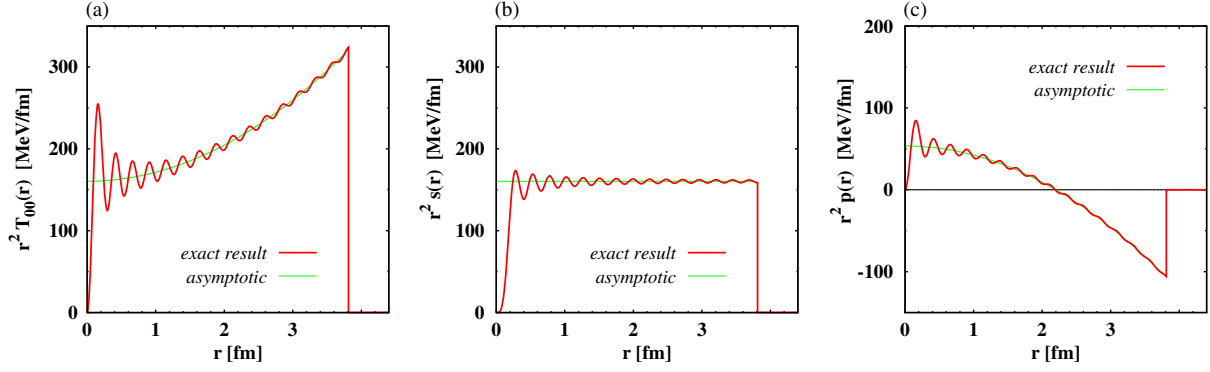 (a)
r² T₀₀(r) [MeV/fm]
300
200
100
0
exact result
asymptotic
0 1 2 3
r [fm]
(b)
r² s(r) [MeV/fm]
300
200
100
0
exact result
asymptotic
0 1 2 3
r [fm]
(c)
r² p(r) [MeV/fm]
200
100
0
-100
exact result
asymptotic
0 1 2 3
r [fm]